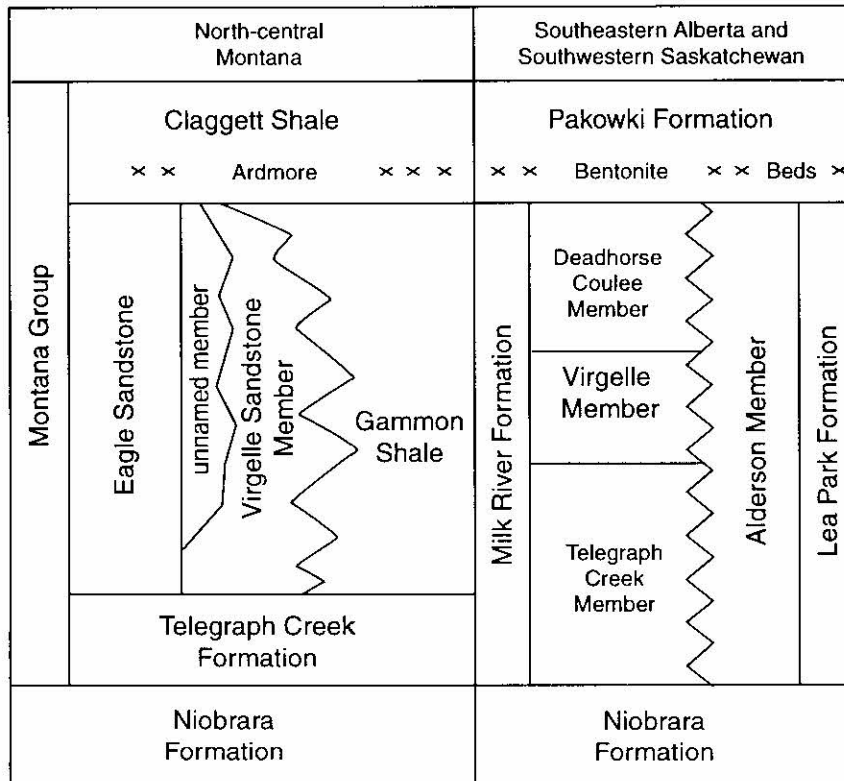 North-central
Montana
Southeastern Alberta and
Southwestern Saskatchewan
Montana Group
Claggett Shale
× × Ardmore × × ×
Eagle Sandstone
unnamed member
Virgelle Sandstone
Member
Gammon
Shale
Telegraph Creek
Formation
Niobrara
Formation
Pakowki Formation
× × Bentonite × × Beds ×
Milk River Formation
Deadhorse
Coulee
Member
Virgelle
Member
Telegraph
Creek
Member
Alderson Member
Lea Park Formation
Niobrara
Formation